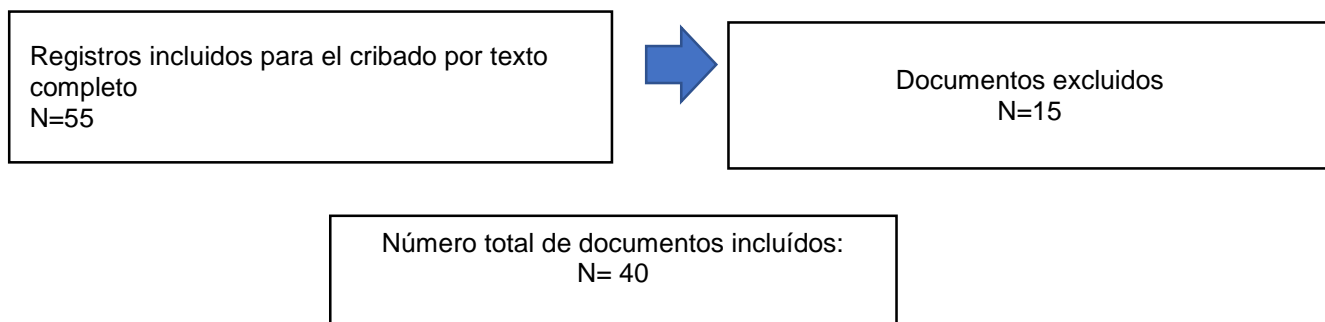 Registros incluidos para el cribado por texto
completo
N=55
Documentos excluidos
N=15
Número total de documentos incluídos:
N= 40